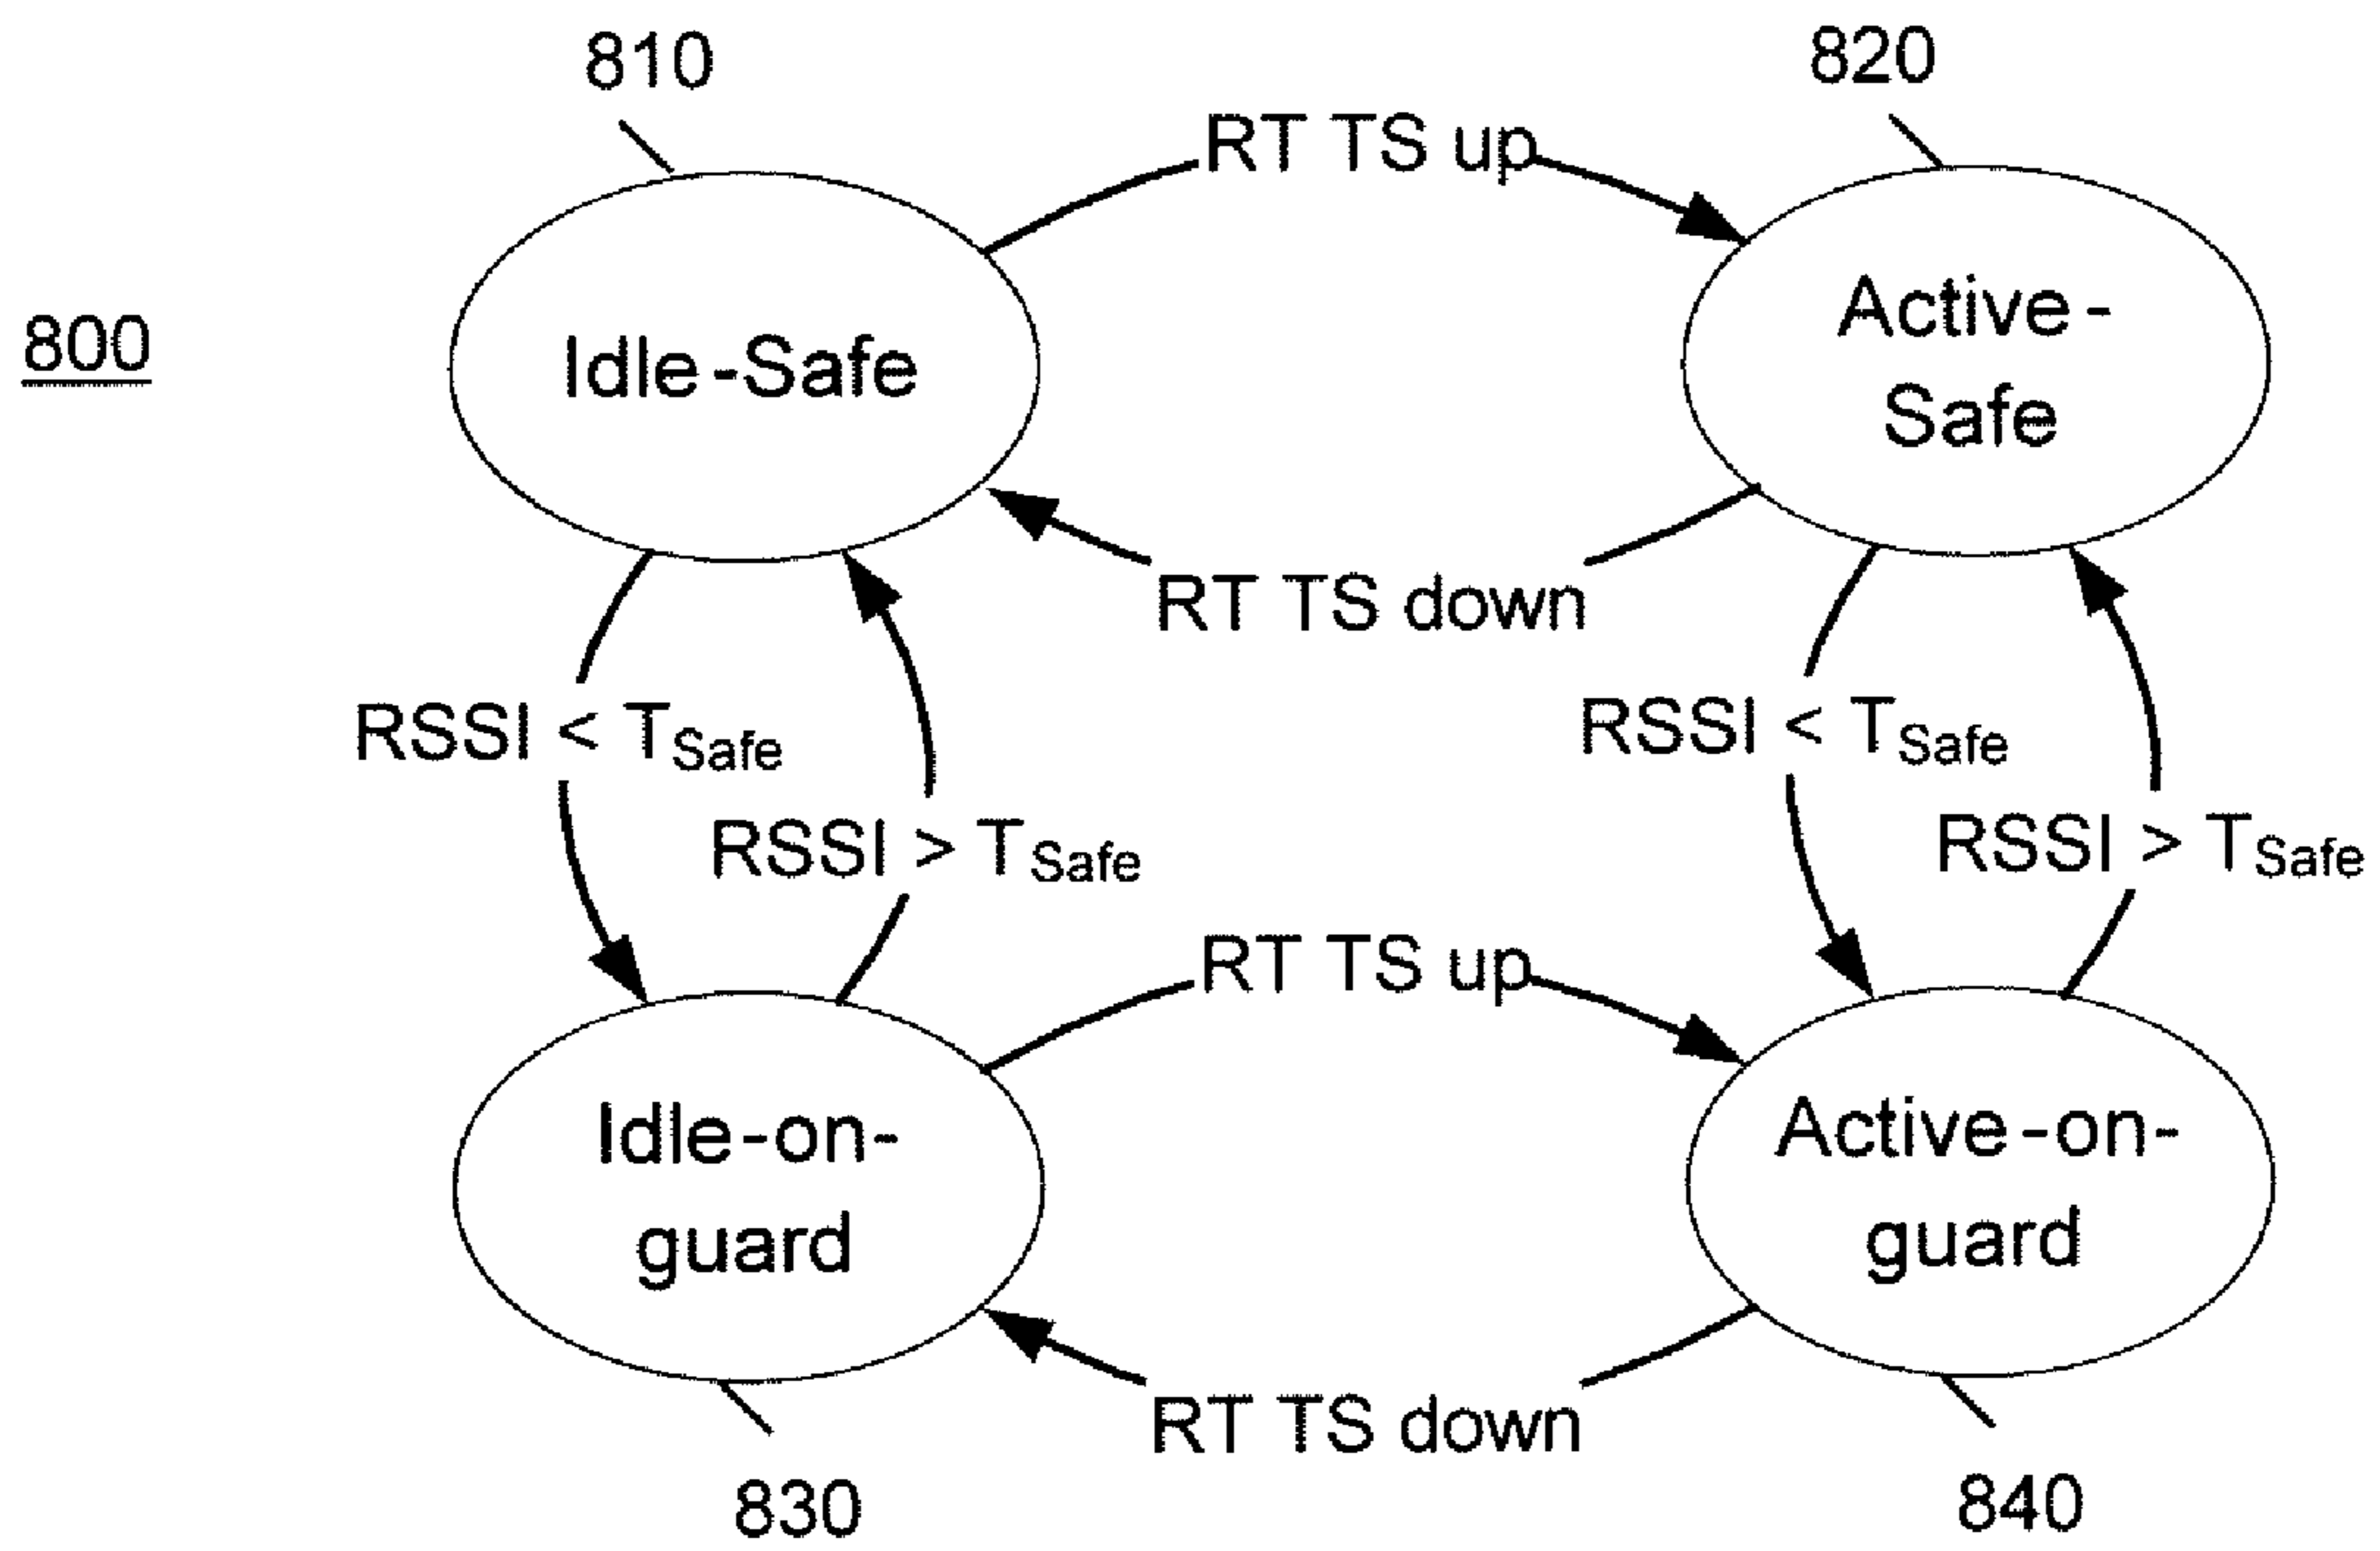 810
820
RT TS up
800
Idle-Safe
Active-
Safe
RT TS down
RSSI < TSafe
RSSI < TSafe
RSSI > TSafe
RSSI > TSafe
RT TS up
Idle-on-
guard
Active-on-
guard
RT TS down
830
840